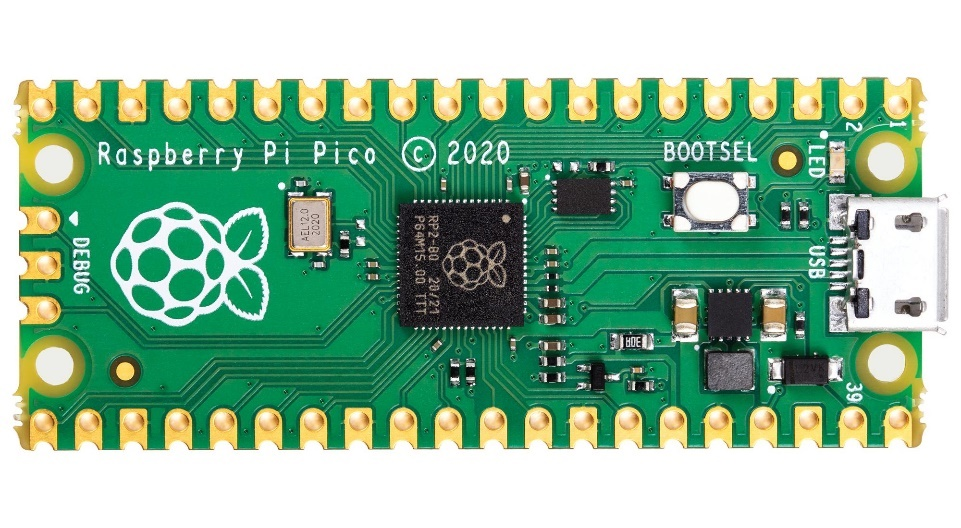 Raspberry Pi Pico © 2020
BOOTSEL
LED
2
1
DEBUG
AEL12.0
2020
RP2-B0 20/21
P64M15.00 TTT
USB
39